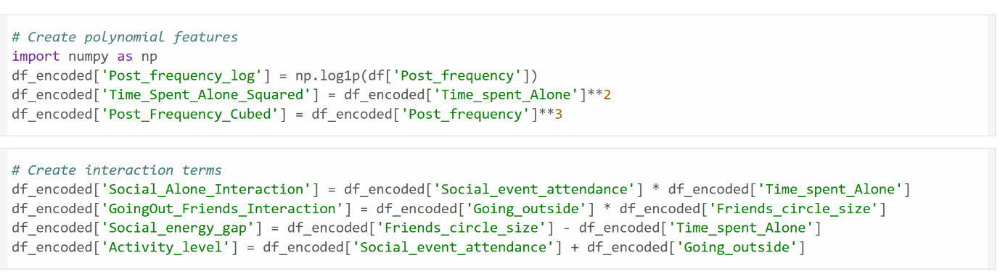 # Create polynomial features
import numpy as np
df_encoded['Post_frequency_log'] = np.log1p(df['Post_frequency'])
df_encoded['Time_Spent_Alone_Squared'] = df_encoded['Time_spent_Alone']**2
df_encoded['Post_Frequency_Cubed'] = df_encoded['Post_frequency']**3
# Create interaction terms
df_encoded['Social_Alone_Interaction'] = df_encoded['Social_event_attendance'] * df_encoded['Time_spent_Alone']
df_encoded['GoingOut_Friends_Interaction'] = df_encoded['Going_outside'] * df_encoded['Friends_circle_size']
df_encoded['Social_energy_gap'] = df_encoded['Friends_circle_size'] - df_encoded['Time_spent_Alone']
df_encoded['Activity_level'] = df_encoded['Social_event_attendance'] + df_encoded['Going_outside']